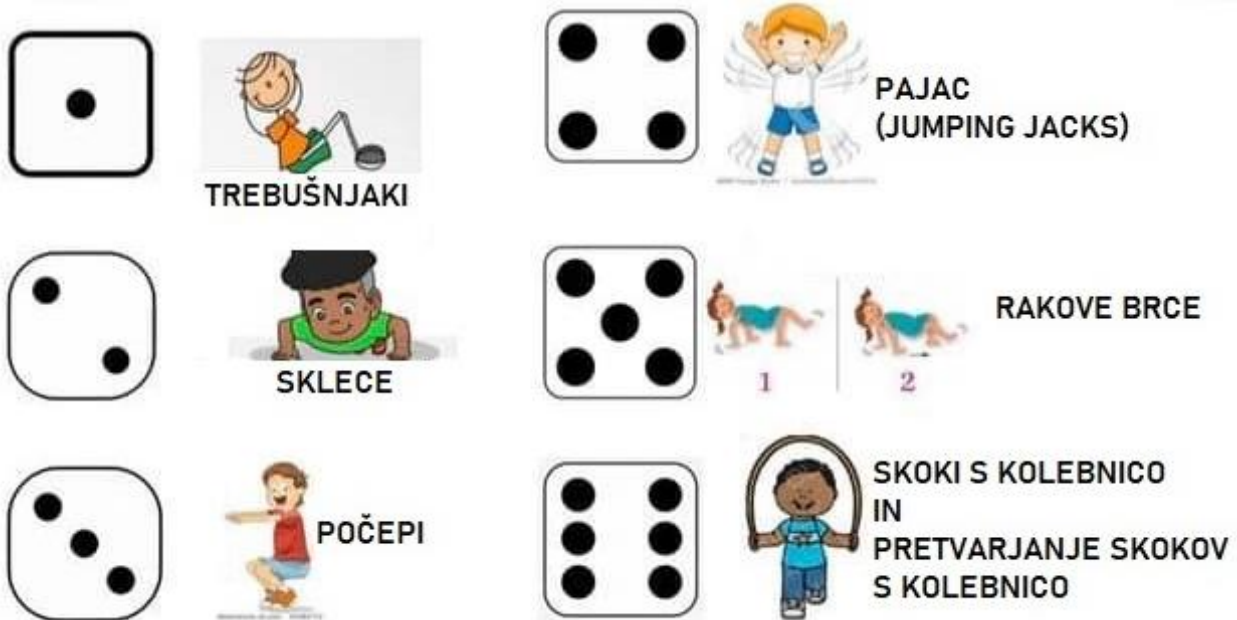 TREBUŠNJAKI
SKLECE
POČEPI
PAJAC
(JUMPING JACKS)
RAKOVE BRCE
1
2
SKOKI S KOLEBNICO
IN
PRETVARJANJE SKOKOV
S KOLEBNICO